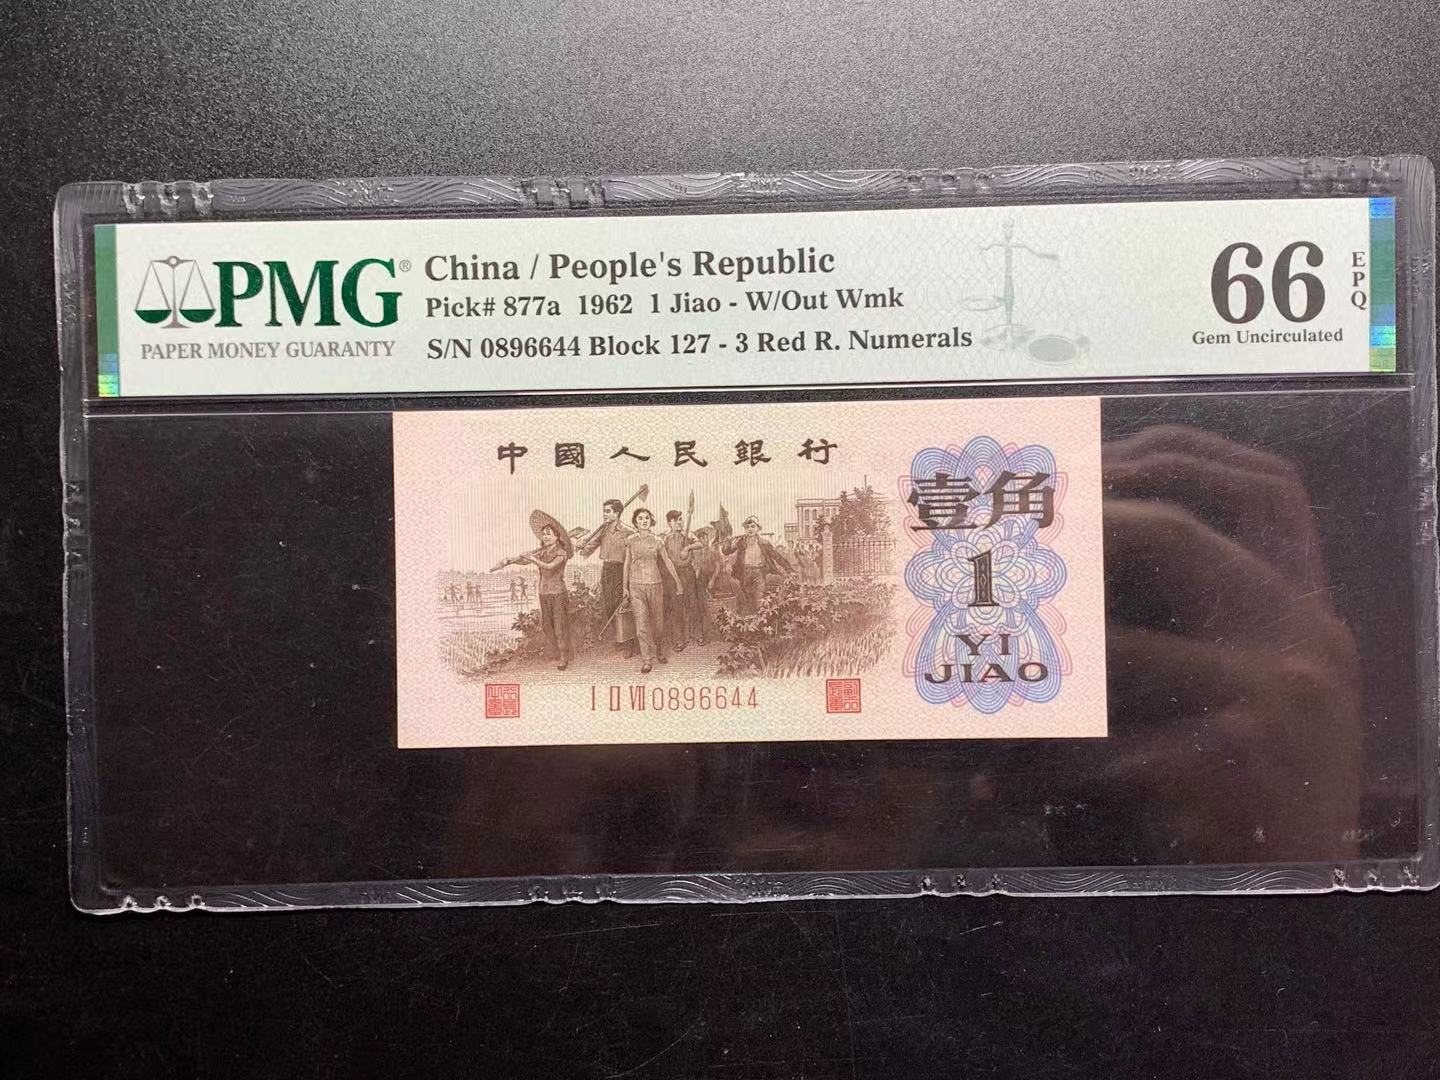 PMG®
PAPER MONEY GUARANTY
China / People's Republic
Pick# 877a 1962 1 Jiao - W/Out Wmk
S/N 0896644 Block 127 - 3 Red R. Numerals
66
EPQ
Gem Uncirculated
中國人民銀行
壹角
1
YI
JIAO
Ⅰ Ⅱ Ⅶ 0896644